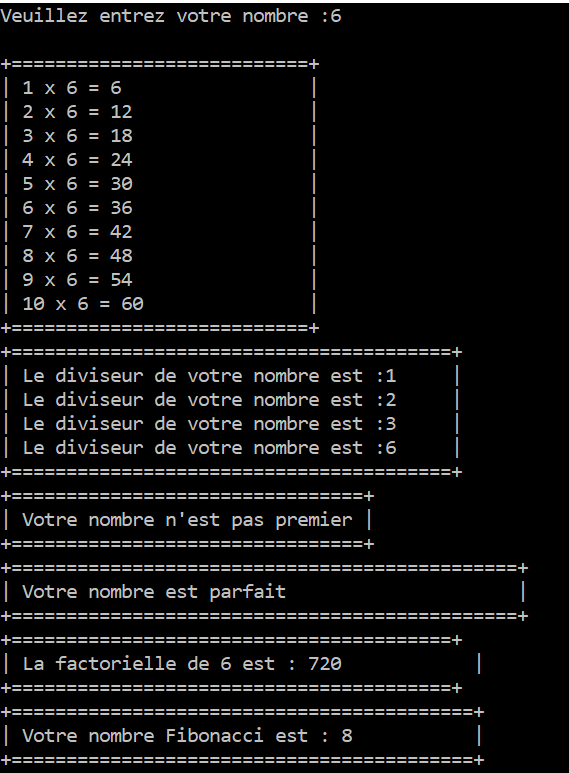 Veuillez entrez votre nombre :6
+===========================+
| 1 x 6 = 6                 |
| 2 x 6 = 12                |
| 3 x 6 = 18                |
| 4 x 6 = 24                |
| 5 x 6 = 30                |
| 6 x 6 = 36                |
| 7 x 6 = 42                |
| 8 x 6 = 48                |
| 9 x 6 = 54                |
| 10 x 6 = 60               |
+===========================+
+========================================+
| Le diviseur de votre nombre est :1     |
| Le diviseur de votre nombre est :2     |
| Le diviseur de votre nombre est :3     |
| Le diviseur de votre nombre est :6     |
+========================================+
+================================+
| Votre nombre n'est pas premier |
+================================+
+==============================================+
| Votre nombre est parfait                     |
+==============================================+
+========================================+
| La factorielle de 6 est : 720            |
+========================================+
+==========================================+
| Votre nombre Fibonacci est : 8           |
+==========================================+